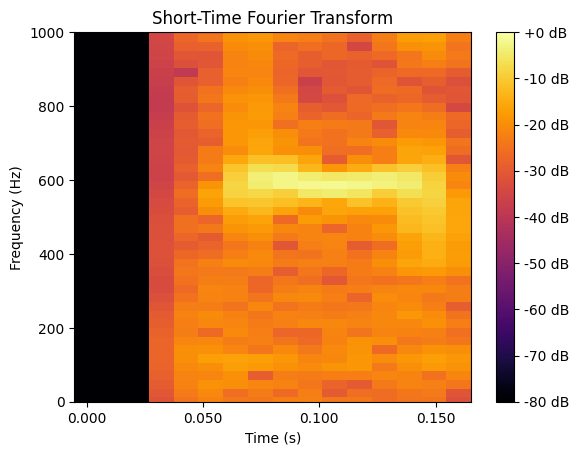 Short-Time Fourier Transform
Frequency (Hz)
1000
800
600
400
200
0
0.000
0.050
0.100
0.150
Time (s)
+0 dB
-10 dB
-20 dB
-30 dB
-40 dB
-50 dB
-60 dB
-70 dB
-80 dB